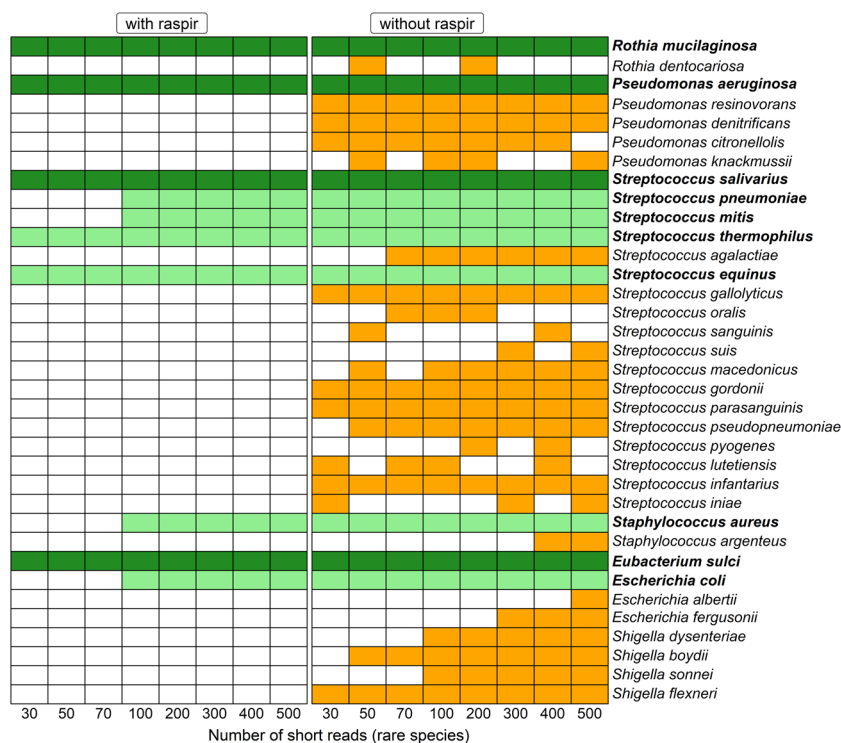 with raspir
without raspir
Rothia mucilaginosa
Rothia dentocariosa
Pseudomonas aeruginosa
Pseudomonas resinovorans
Pseudomonas denitrificans
Pseudomonas citronellolis
Pseudomonas knackmussii
Streptococcus salivarius
Streptococcus pneumoniae
Streptococcus mitis
Streptococcus thermophilus
Streptococcus agalactiae
Streptococcus equinus
Streptococcus gallolyticus
Streptococcus oralis
Streptococcus sanguinis
Streptococcus suis
Streptococcus macedonicus
Streptococcus gordonii
Streptococcus parasanguinis
Streptococcus pseudopneumoniae
Streptococcus pyogenes
Streptococcus lutetiensis
Streptococcus infantarius
Streptococcus iniae
Staphylococcus aureus
Staphylococcus argenteus
Eubacterium sulci
Escherichia coli
Escherichia albertii
Escherichia fergusonii
Shigella dysenteriae
Shigella boydii
Shigella sonnei
Shigella flexneri
30 50 70 100 200 300 400 500 30 50 70 100 200 300 400 500
Number of short reads (rare species)